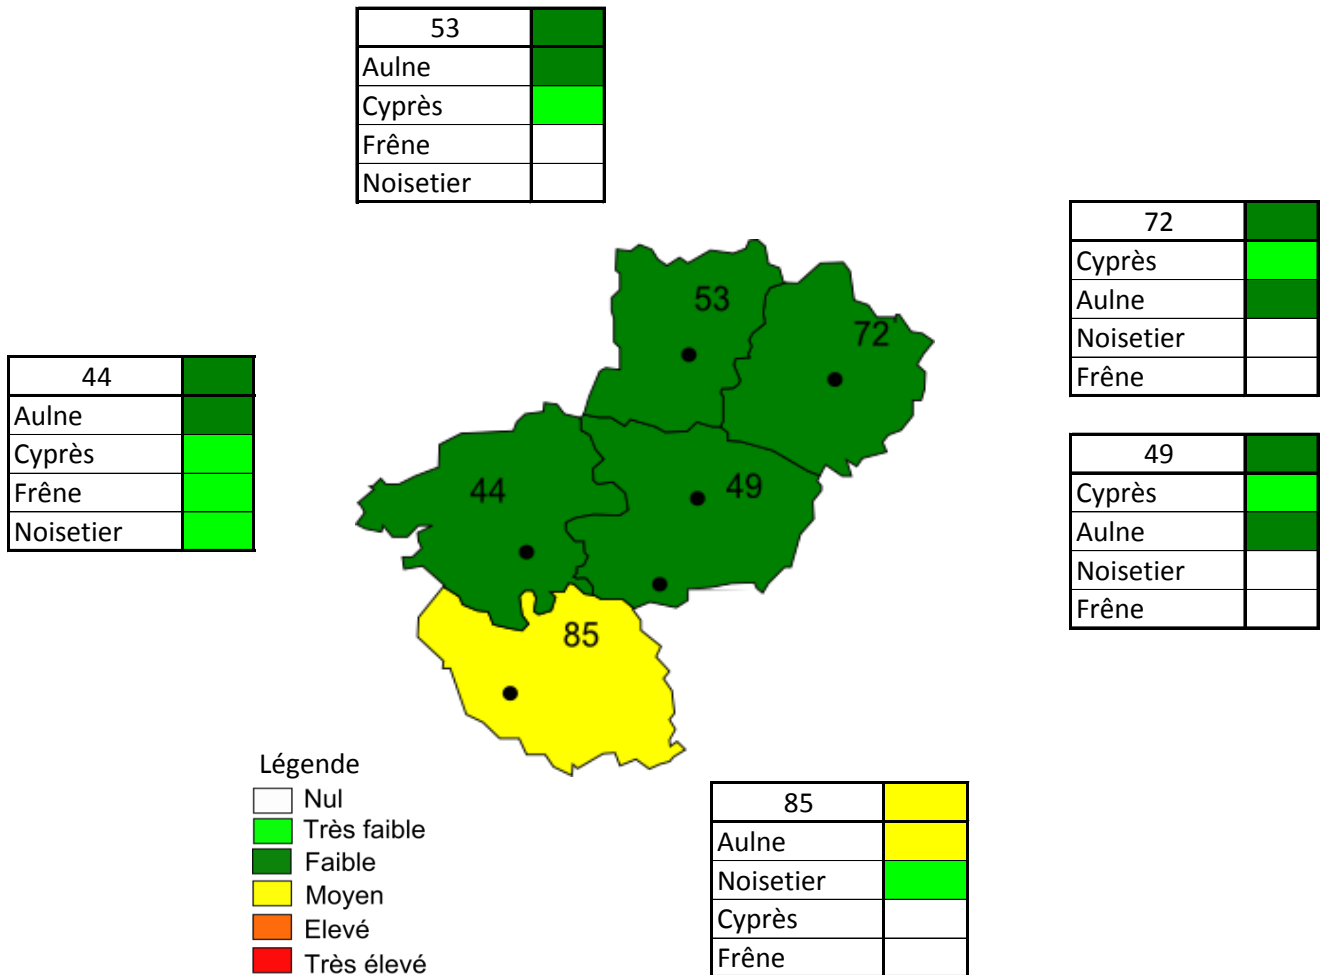 53
Aulne
Cyprès
Frêne
Noisetier
72
Cyprès
Aulne
Noisetier
Frêne
44
Aulne
Cyprès
Frêne
Noisetier
49
Cyprès
Aulne
Noisetier
Frêne
53
72
44
49
85
Légende
Nul
Très faible
Faible
Moyen
Elevé
Très élevé
85
Aulne
Noisetier
Cyprès
Frêne